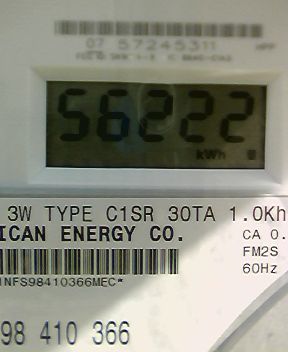 07 57245311
56222
kWh
3W TYPE C1SR 30TA 1.0Kh
ICAN ENERGY CO.
CA 0.
FM2S
60Hz
NFS98410366MEC*
98 410 366